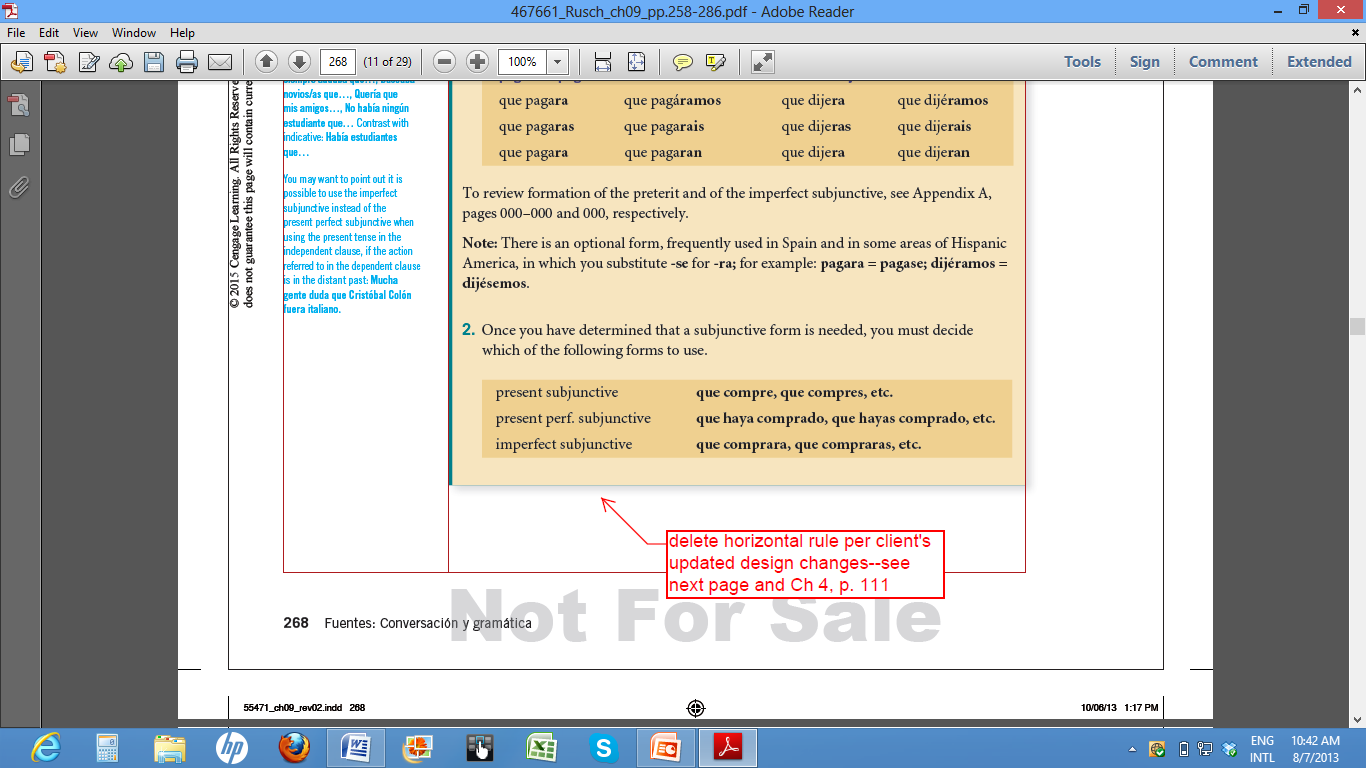 467661_Rusch_ch09_pp.258-286.pdf - Adobe Reader
File Edit View Window Help
268 (11 of 29) 100% Tools Sign Comment Extended
© 2015 Cengage Learning. All Rights Reserve
does not guarantee this page will contain curre
novios/as que…, Quería que
mis amigos…, No había ningún
estudiante que… Contrast with
indicative: Había estudiantes
que…
You may want to point out it is
possible to use the imperfect
subjunctive instead of the
present perfect subjunctive when
using the present tense in the
independent clause, if the action
referred to in the dependent clause
is in the distant past: Mucha
gente duda que Cristóbal Colón
fuera italiano.
que pagara que pagáramos que dijera que dijéramos
que pagaras que pagarais que dijeras que dijerais
que pagara que pagaran que dijera que dijeran
To review formation of the preterit and of the imperfect subjunctive, see Appendix A,
pages 000–000 and 000, respectively.
Note: There is an optional form, frequently used in Spain and in some areas of Hispanic
America, in which you substitute -se for -ra; for example: pagara = pagase; dijéramos =
dijésemos.
2. Once you have determined that a subjunctive form is needed, you must decide
which of the following forms to use.
present subjunctive que compre, que compres, etc.
present perf. subjunctive que haya comprado, que hayas comprado, etc.
imperfect subjunctive que comprara, que compraras, etc.
delete horizontal rule per client's
updated design changes--see
next page and Ch 4, p. 111
Not For Sale
268 Fuentes: Conversación y gramática
55471_ch09_rev02.indd 268 10/06/13 1:17 PM
ENG 10:42 AM
INTL 8/7/2013